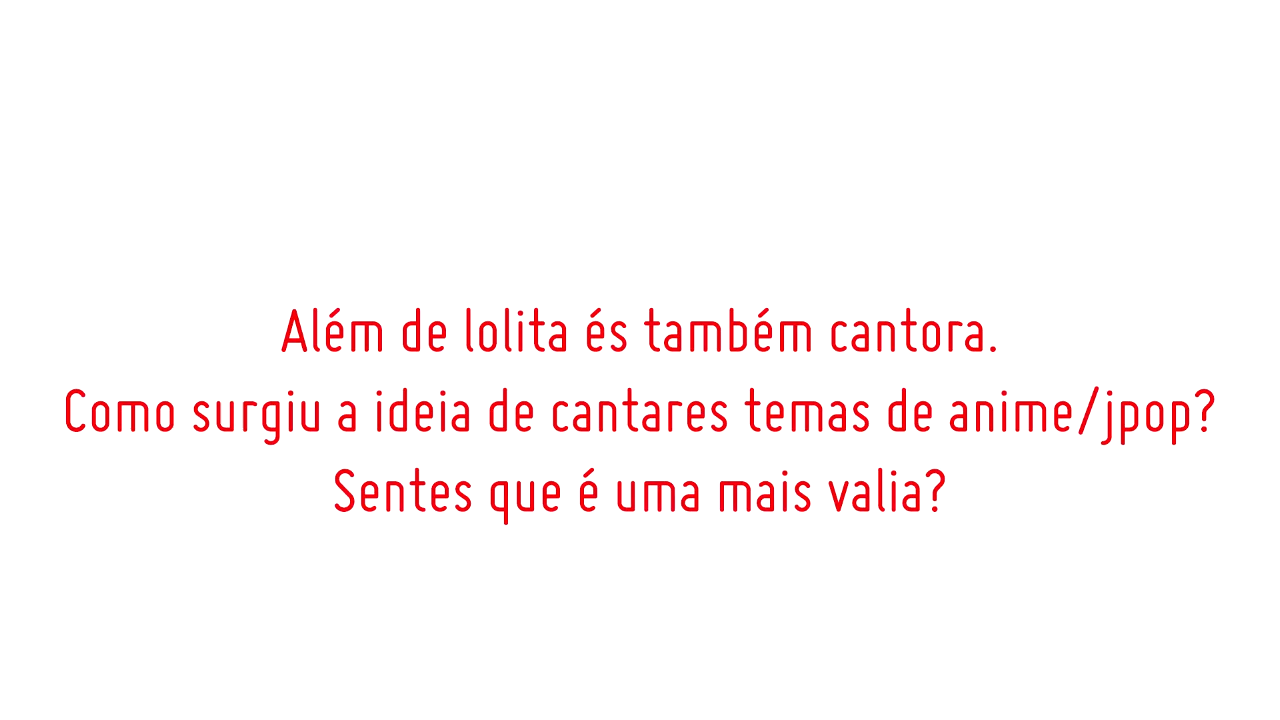 Além de lolita és também cantora.
Como surgiu a ideia de cantares temas de anime/jpop?
Sentes que é uma mais valia?